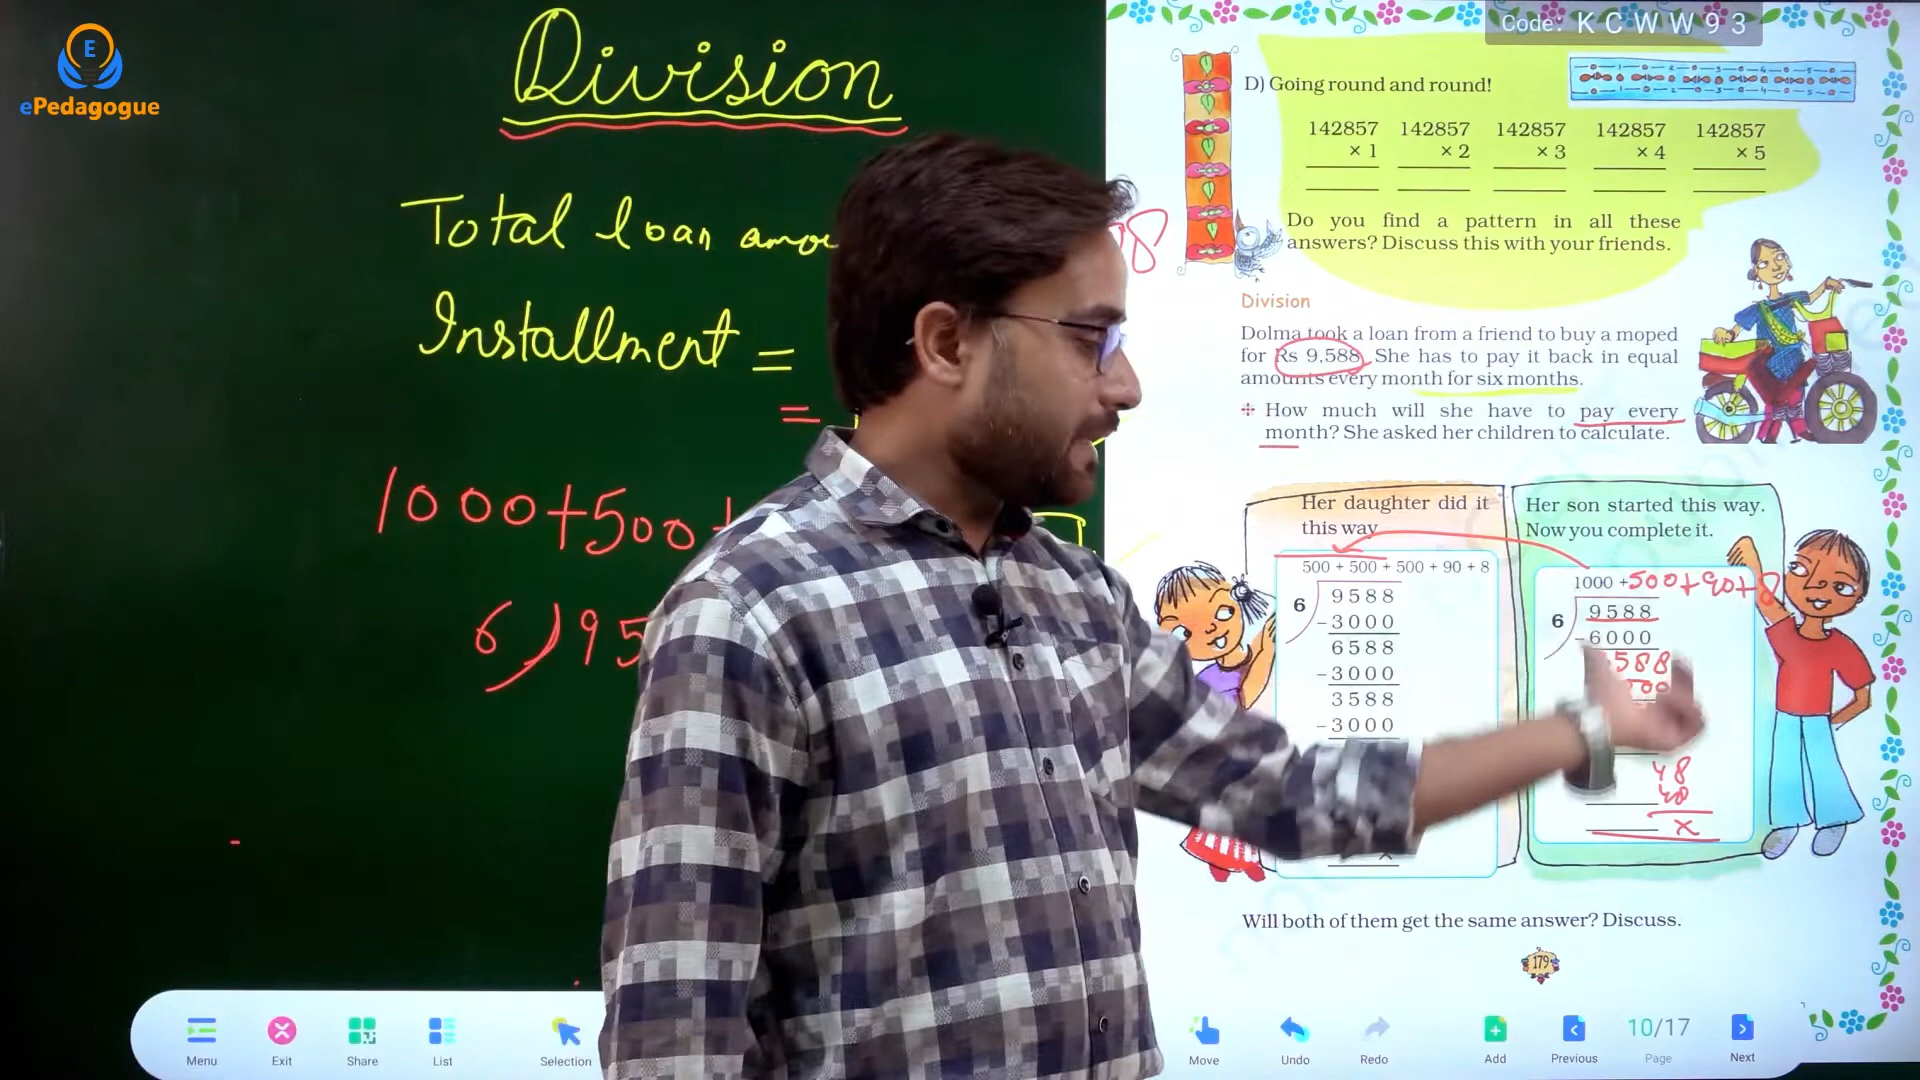 E
ePedagogue
Division
Total loan
Installment =
=
1000+500+
6)95
Code: KCWW93
D) Going round and round!
142857 142857 142857 142857 142857
× 1 × 2 × 3 × 4 × 5
Do you find a pattern in all these
answers? Discuss this with your friends.
Division
Dolma took a loan from a friend to buy a moped
for Rs 9,588. She has to pay it back in equal
amounts every month for six months.
How much will she have to pay every
month? She asked her children to calculate.
Her daughter did it
this way
500 + 500 + 500 + 90 + 8
6 9588
-3000
6588
-3000
3588
-3000
×
Her son started this way.
Now you complete it.
1000 +500+90+8
6 9588
-6000
588
00
48
48
×
Will both of them get the same answer? Discuss.
179
Menu
Exit
Share
List
Selection
Move
Undo
Redo
Add
Previous
10/17
Page
Next